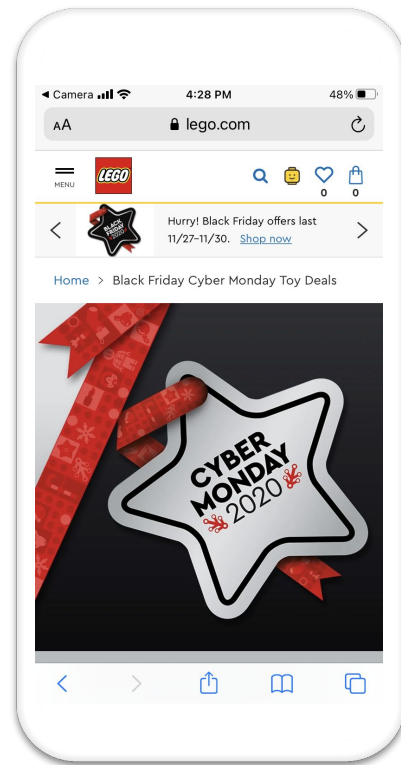 ◄ Camera
4:28 PM
48%
AA
lego.com
MENU
LEGO
0
0
BLACK
FRIDAY
2020
Hurry! Black Friday offers last
11/27–11/30. Shop now
Home > Black Friday Cyber Monday Toy Deals
CYBER
MONDAY
2020